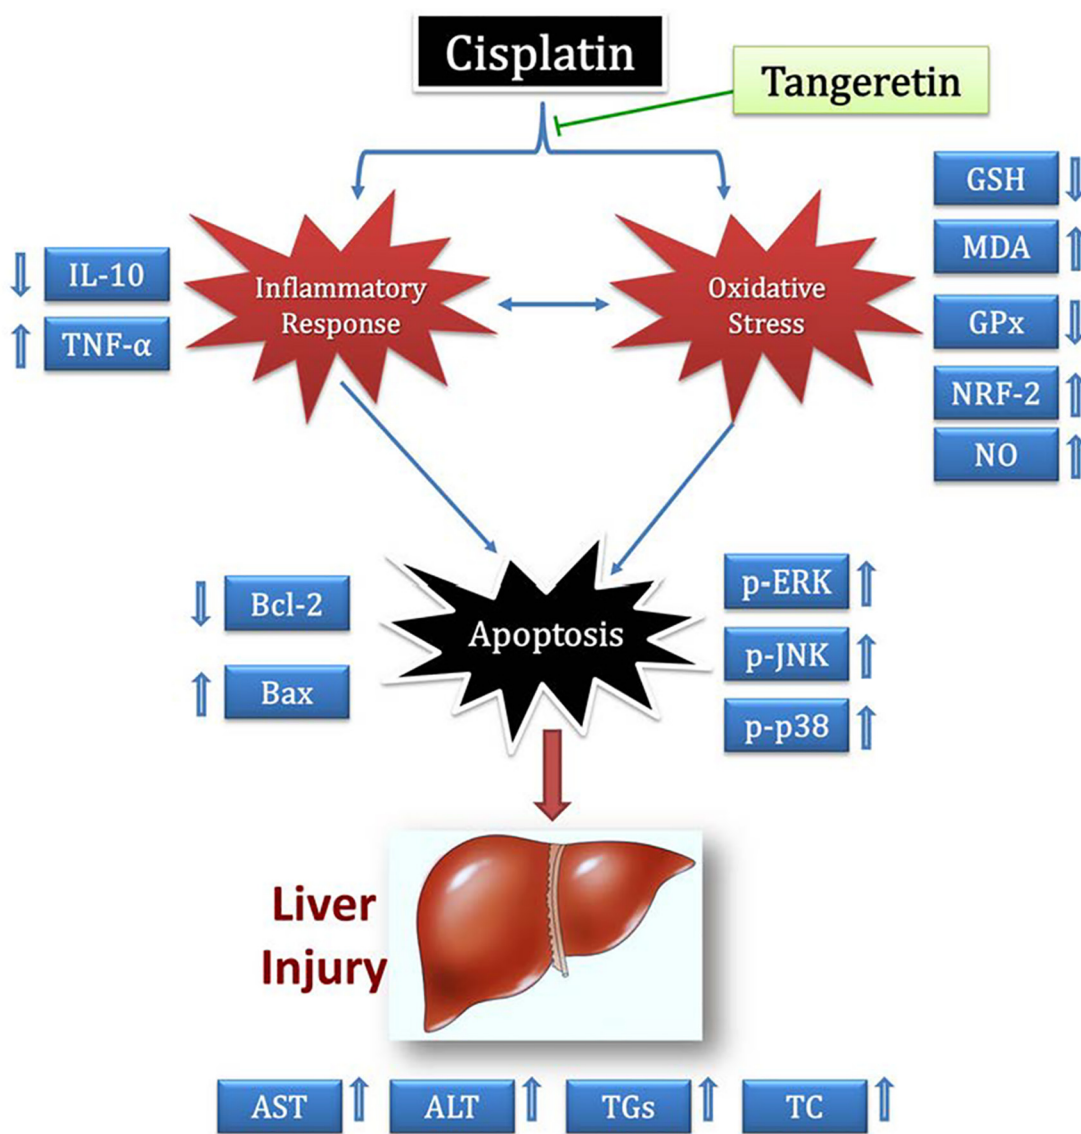 Cisplatin
Tangeretin
GSH
MDA
GPx
NRF-2
NO
IL-10
TNF-α
Inflammatory
Response
Oxidative
Stress
Bcl-2
Bax
Apoptosis
p-ERK
p-JNK
p-p38
Liver
Injury
AST
ALT
TGs
TC